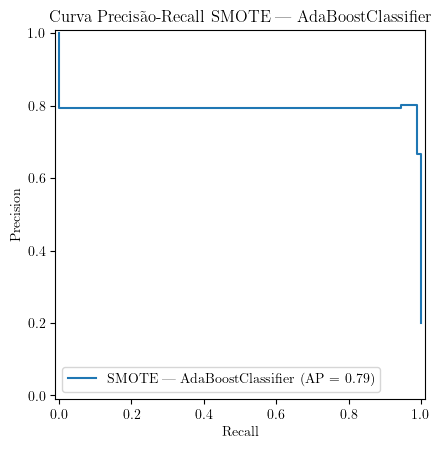 Curva Precisão-Recall SMOTE — AdaBoostClassifier
1.0
0.8
0.6
0.4
0.2
0.0
Precision
SMOTE — AdaBoostClassifier (AP = 0.79)
0.0 0.2 0.4 0.6 0.8 1.0
Recall